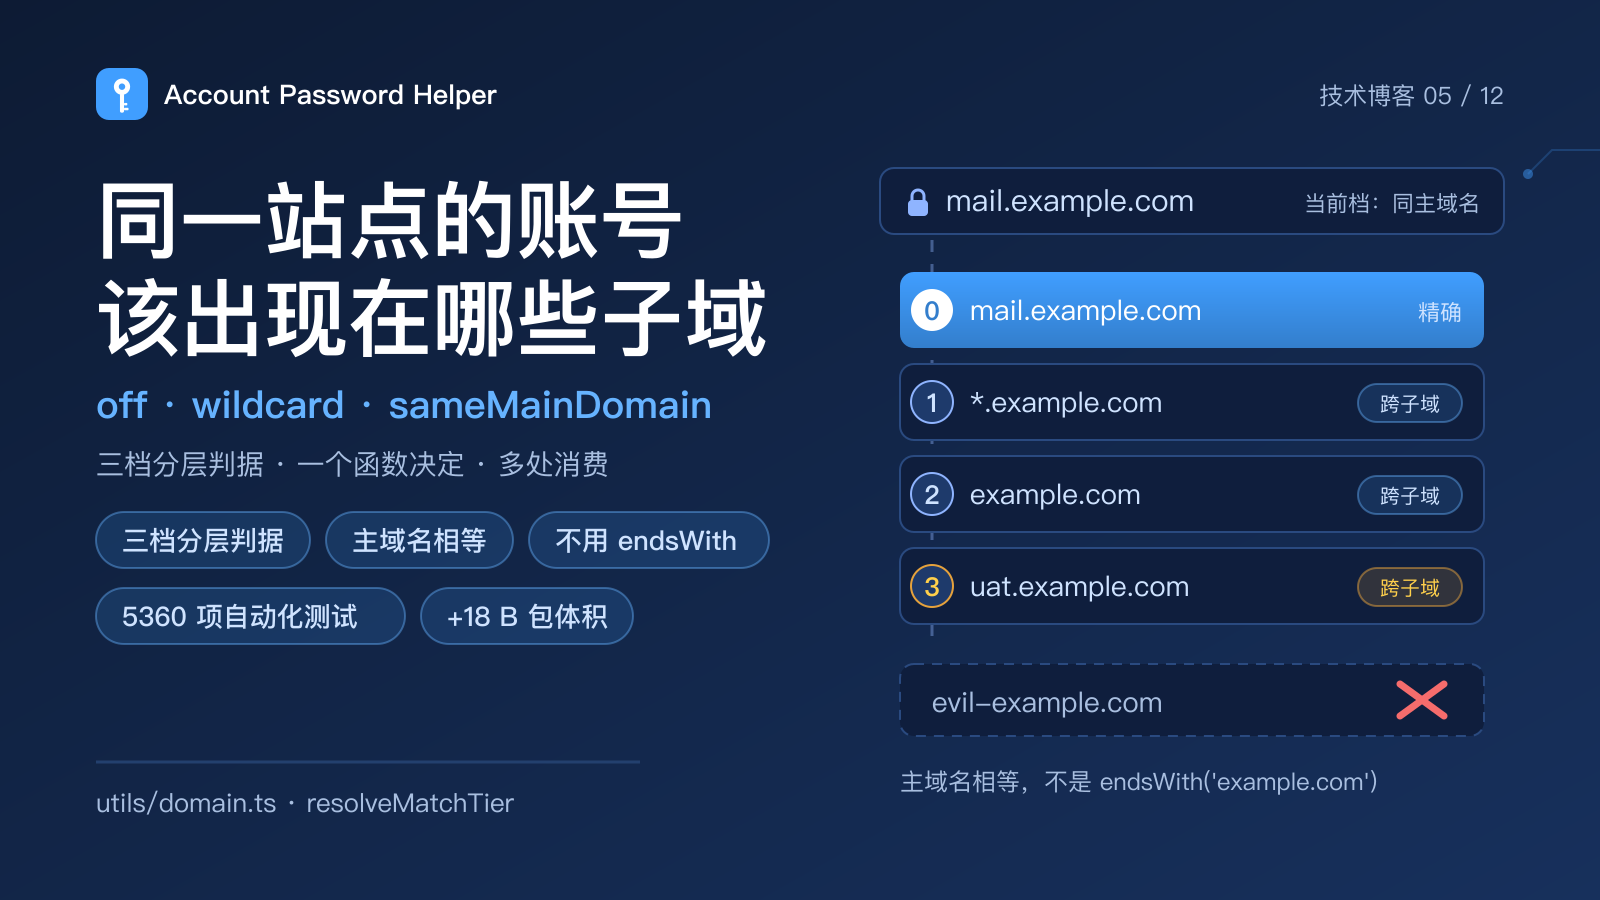 Account Password Helper
技术博客 05 / 12
同一站点的账号
该出现在哪些子域
off · wildcard · sameMainDomain
三档分层判据 · 一个函数决定 · 多处消费
三档分层判据 主域名相等 不用 endsWith
5360 项自动化测试 +18 B 包体积
utils/domain.ts · resolveMatchTier
mail.example.com 当前档：同主域名
0 mail.example.com 精确
1 *.example.com 跨子域
2 example.com 跨子域
3 uat.example.com 跨子域
evil-example.com
主域名相等，不是 endsWith('example.com')